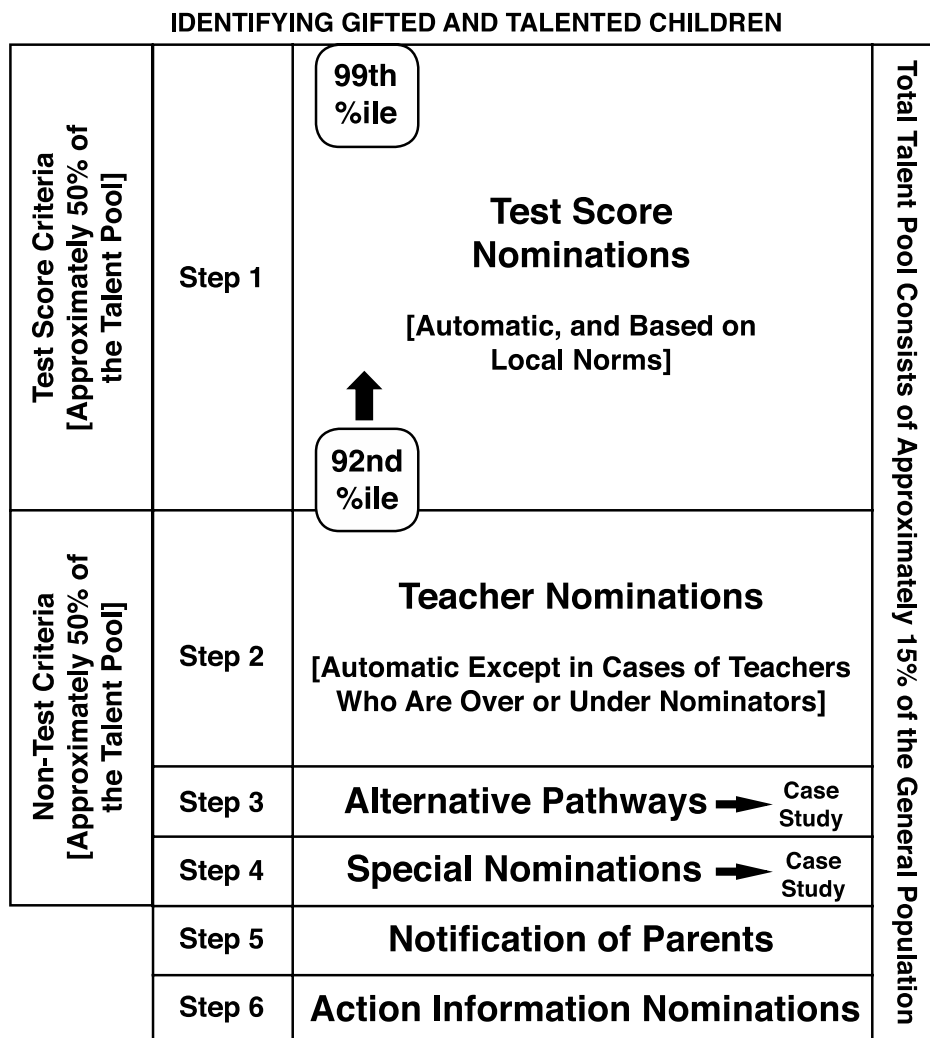 IDENTIFYING GIFTED AND TALENTED CHILDREN
Test Score Criteria
[Approximately 50% of
the Talent Pool]
Step 1
99th
%ile
Test Score
Nominations
[Automatic, and Based on
Local Norms]
92nd
%ile
Non-Test Criteria
[Approximately 50% of
the Talent Pool]
Step 2
Teacher Nominations
[Automatic Except in Cases of Teachers
Who Are Over or Under Nominators]
Step 3
Alternative Pathways
Case
Study
Step 4
Special Nominations
Case
Study
Step 5
Notification of Parents
Step 6
Action Information Nominations
Total Talent Pool Consists of Approximately 15% of the General Population